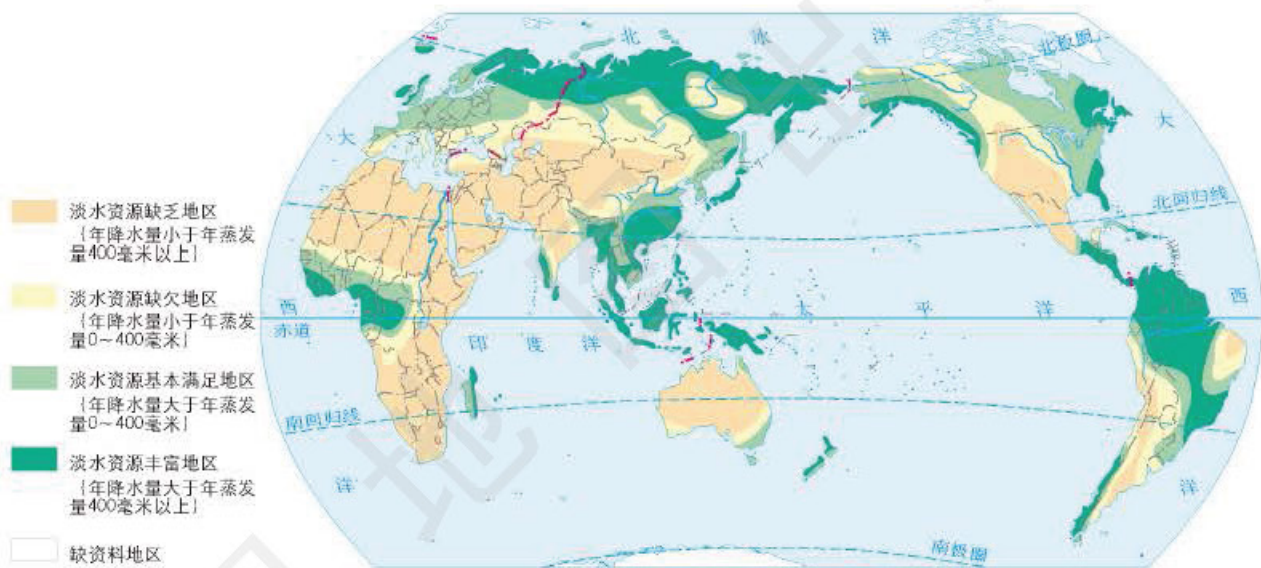 北 冰 洋
北极圈
大
大
北回归线
西
赤道
印 度 洋
太 平 洋
西
南回归线
洋
洋
南极圈
淡水资源缺乏地区
(年降水量小于年蒸发
量400毫米以上)
淡水资源缺欠地区
(年降水量小于年蒸发
量0~400毫米)
淡水资源基本满足地区
(年降水量大于年蒸发
量0~400毫米)
淡水资源丰富地区
(年降水量大于年蒸发
量400毫米以上)
缺资料地区